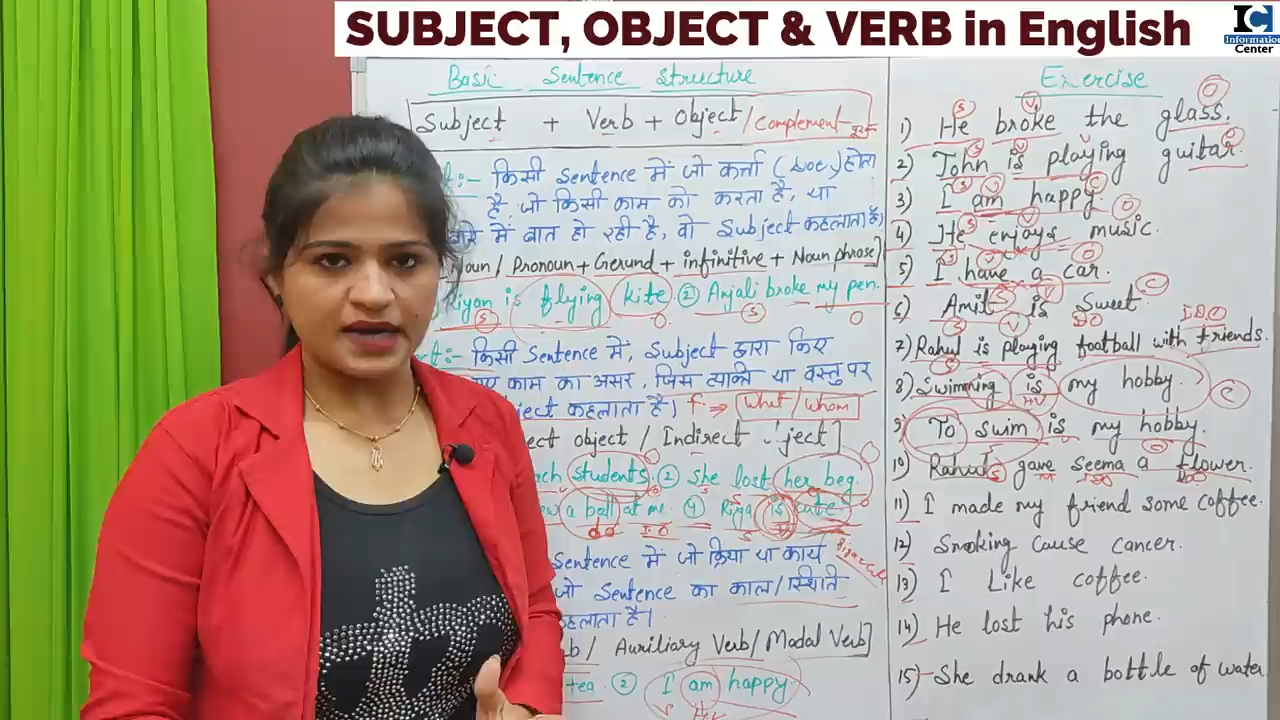 SUBJECT, OBJECT & VERB in English
IC
Information
Center
Basic Sentence Structure
Subject + Verb + Object / Complement
किसी Sentence में जो कर्त्ता (Doer) होता
है, जो किसी काम को करता है, या
बारे में बात हो रही है, वो Subject कहलाता है।
Noun / Pronoun + Gerund + infinitive + Noun phrase]
is flying kite ② Anjali broke my pen.
S O S O
किसी Sentence में, Subject द्वारा किए
काम का असर, जिस व्यक्ति या वस्तु पर
कहलाता है। ⇒ What / Whom
object / Indirect object]
students. ② She lost her beg.
a ball at me. ④ Riya is cute.
Sentence में जो क्रिया या कार्य
जो Sentence का काल / स्थिति
कहलाता है।
Auxiliary Verb / Modal Verb]
tea. ② I am happy.
Exercise
1) He broke the glass.
2) John is playing guitar.
3) I am happy.
4) He enjoys music.
5) I have a car.
6) Amit is Sweet.
7) Rahul is playing football with friends.
8) Swimming is my hobby.
9) To swim is my hobby.
10) Rahul gave Seema a flower.
11) I made my friend some coffee.
12) Smoking cause cancer.
13) I Like coffee.
14) He lost his phone.
15) She drank a bottle of water